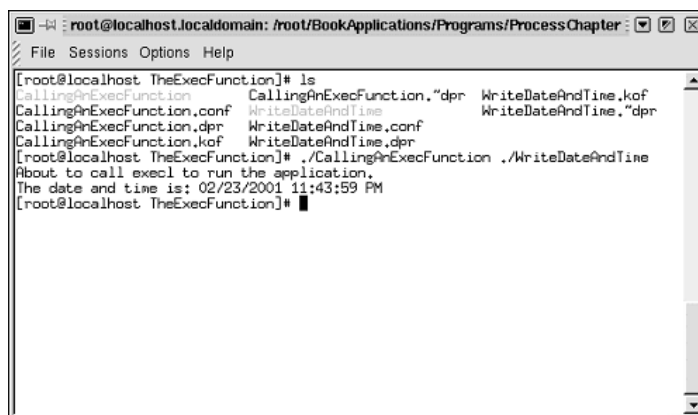 root@localhost.localdomain: /root/BookApplications/Programs/ProcessChapter
File Sessions Options Help
[root@localhost TheExecFunction]# ls
CallingAnExecFunction CallingAnExecFunction.~dpr WriteDateAndTime.kof
CallingAnExecFunction.conf WriteDateAndTime WriteDateAndTime.~dpr
CallingAnExecFunction.dpr WriteDateAndTime.conf
CallingAnExecFunction.kof WriteDateAndTime.dpr
[root@localhost TheExecFunction]# ./CallingAnExecFunction ./WriteDateAndTime
About to call execl to run the application.
The date and time is: 02/23/2001 11:43:59 PM
[root@localhost TheExecFunction]#